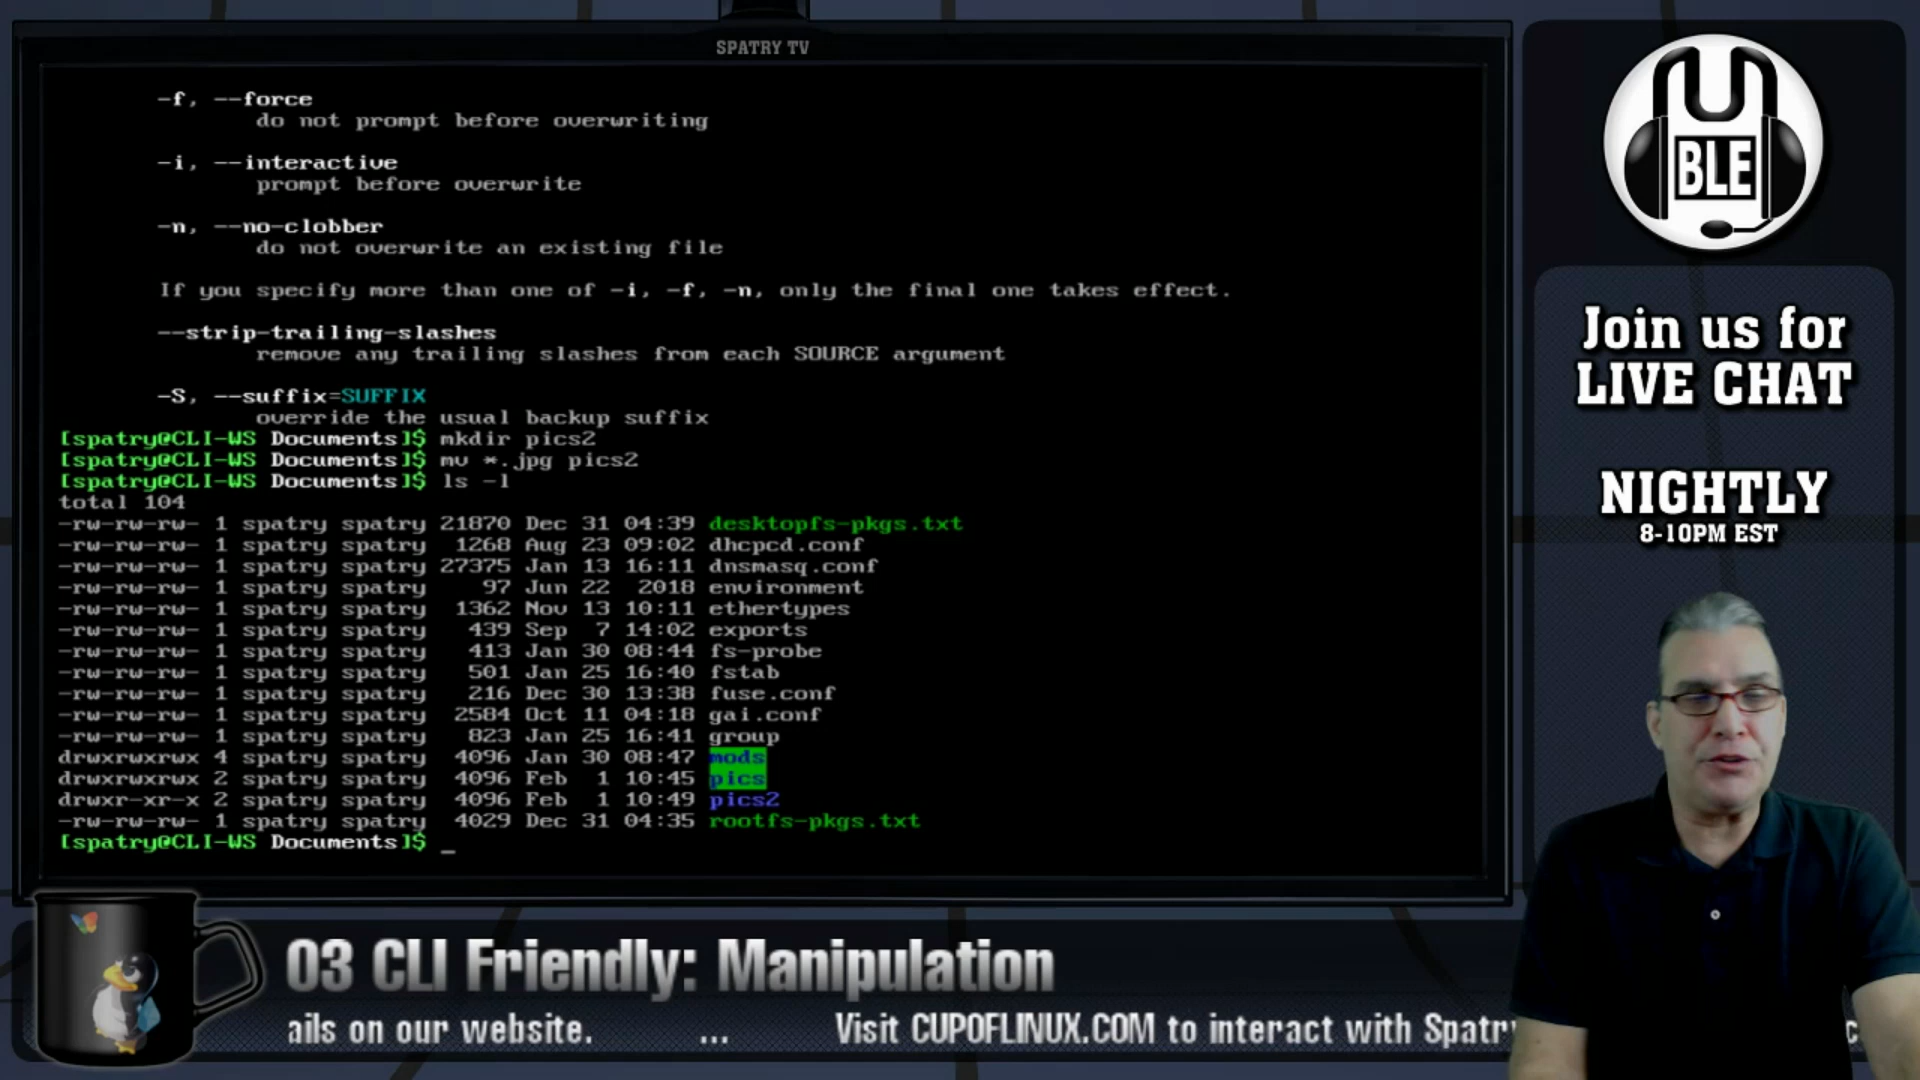 SPATRY TV
-f, --force
do not prompt before overwriting
-i, --interactive
prompt before overwrite
-n, --no-clobber
do not overwrite an existing file
If you specify more than one of -i, -f, -n, only the final one takes effect.
--strip-trailing-slashes
remove any trailing slashes from each SOURCE argument
-S, --suffix=SUFFIX
override the usual backup suffix
[spatry@CLI-WS Documents]$ mkdir pics2
[spatry@CLI-WS Documents]$ mv *.jpg pics2
[spatry@CLI-WS Documents]$ ls -l
total 104
-rw-rw-rw- 1 spatry spatry 21870 Dec 31 04:39 desktopfs-pkgs.txt
-rw-rw-rw- 1 spatry spatry 1268 Aug 23 09:02 dhcpcd.conf
-rw-rw-rw- 1 spatry spatry 27375 Jan 13 16:11 dnsmasq.conf
-rw-rw-rw- 1 spatry spatry 97 Jun 22 2018 environment
-rw-rw-rw- 1 spatry spatry 1362 Nov 13 10:11 ethertypes
-rw-rw-rw- 1 spatry spatry 439 Sep 7 14:02 exports
-rw-rw-rw- 1 spatry spatry 413 Jan 30 08:44 fs-probe
-rw-rw-rw- 1 spatry spatry 501 Jan 25 16:40 fstab
-rw-rw-rw- 1 spatry spatry 216 Dec 30 13:38 fuse.conf
-rw-rw-rw- 1 spatry spatry 2584 Oct 11 04:18 gai.conf
-rw-rw-rw- 1 spatry spatry 823 Jan 25 16:41 group
drwxrwxrwx 4 spatry spatry 4096 Jan 30 08:47 mods
drwxrwxrwx 2 spatry spatry 4096 Feb 1 10:45 pics
drwxr-xr-x 2 spatry spatry 4096 Feb 1 10:49 pics2
-rw-rw-rw- 1 spatry spatry 4029 Dec 31 04:35 rootfs-pkgs.txt
[spatry@CLI-WS Documents]$ _
BLE
Join us for
LIVE CHAT
NIGHTLY
8-10PM EST
03 CLI Friendly: Manipulation
ails on our website. ... Visit CUPOFLINUX.COM to interact with Spatry